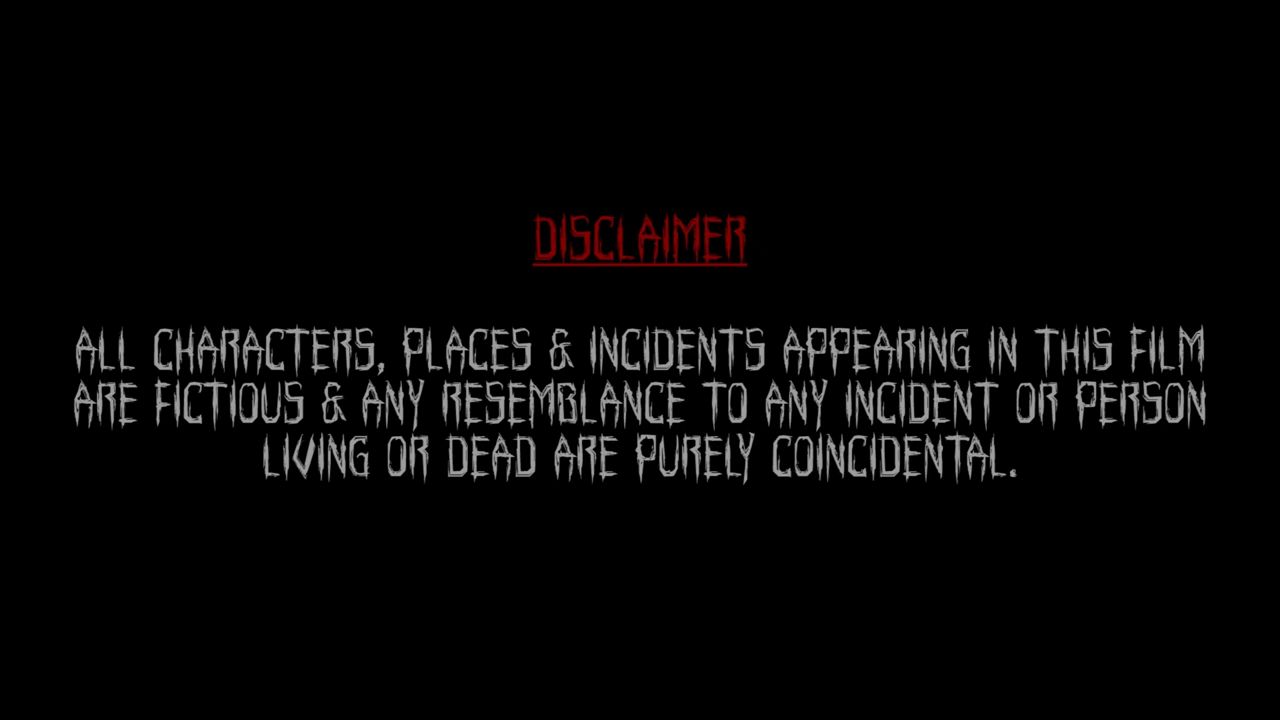 DISCLAIMER
ALL CHARACTERS, PLACES & INCIDENTS APPEARING IN THIS FILM
ARE FICTIOUS & ANY RESEMBLANCE TO ANY INCIDENT OR PERSON
LIVING OR DEAD ARE PURELY COINCIDENTAL.